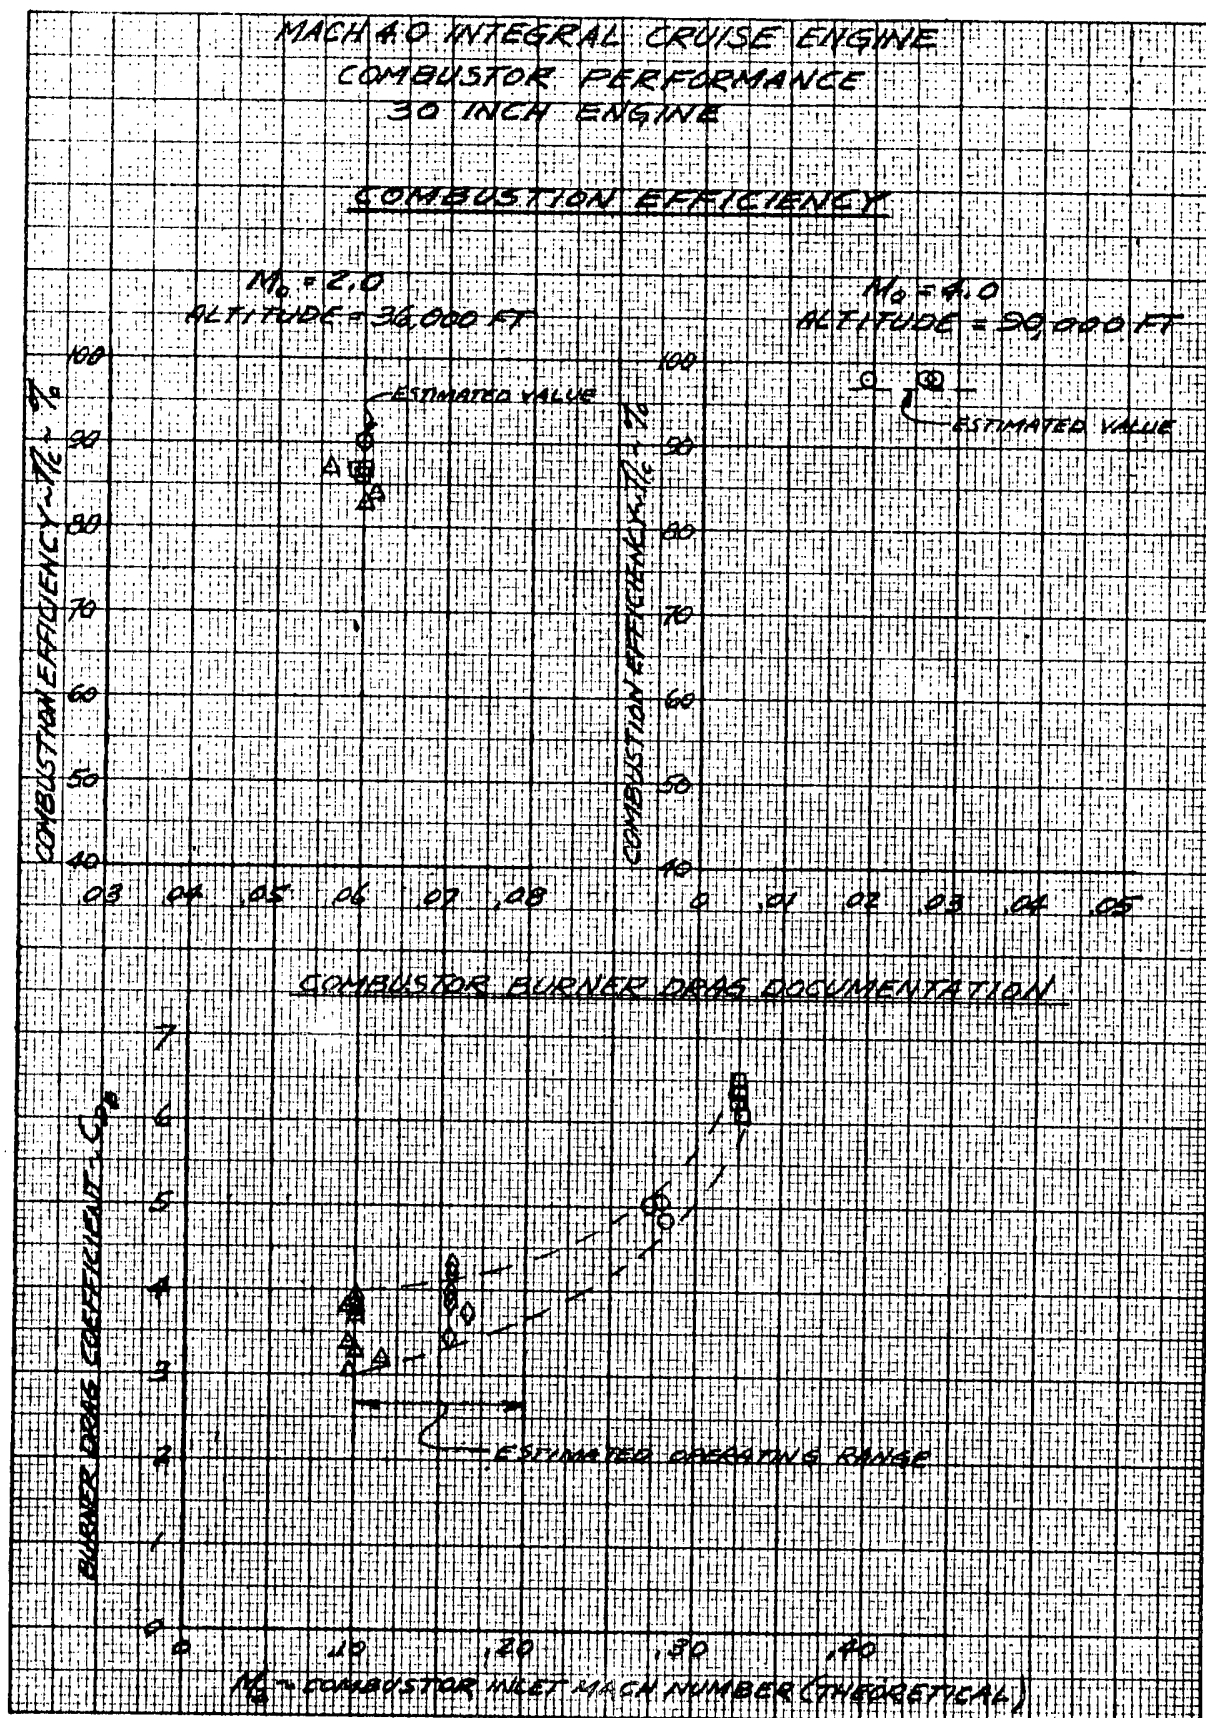 MACH 4.0 INTEGRAL CRUISE ENGINE
COMBUSTOR PERFORMANCE
30 INCH ENGINE
COMBUSTION EFFICIENCY
M₀ = 2.0
ALTITUDE = 36,000 FT
M₀ = 4.0
ALTITUDE = 90,000 FT
COMBUSTION EFFICIENCY ~ ηc ~ %
100
90
80
70
60
50
40
ESTIMATED VALUE
.03 .04 .05 .06 .07 .08
COMBUSTION EFFICIENCY ~ ηc ~ %
100
90
80
70
60
50
40
ESTIMATED VALUE
0 .01 .02 .03 .04 .05
COMBUSTOR BURNER DRAG DOCUMENTATION
BURNER DRAG COEFFICIENT ~ C
7
6
5
4
3
2
1
0
ESTIMATED OPERATING RANGE
0 .10 .20 .30 .40
~ COMBUSTOR INLET MACH NUMBER (THEORETICAL)